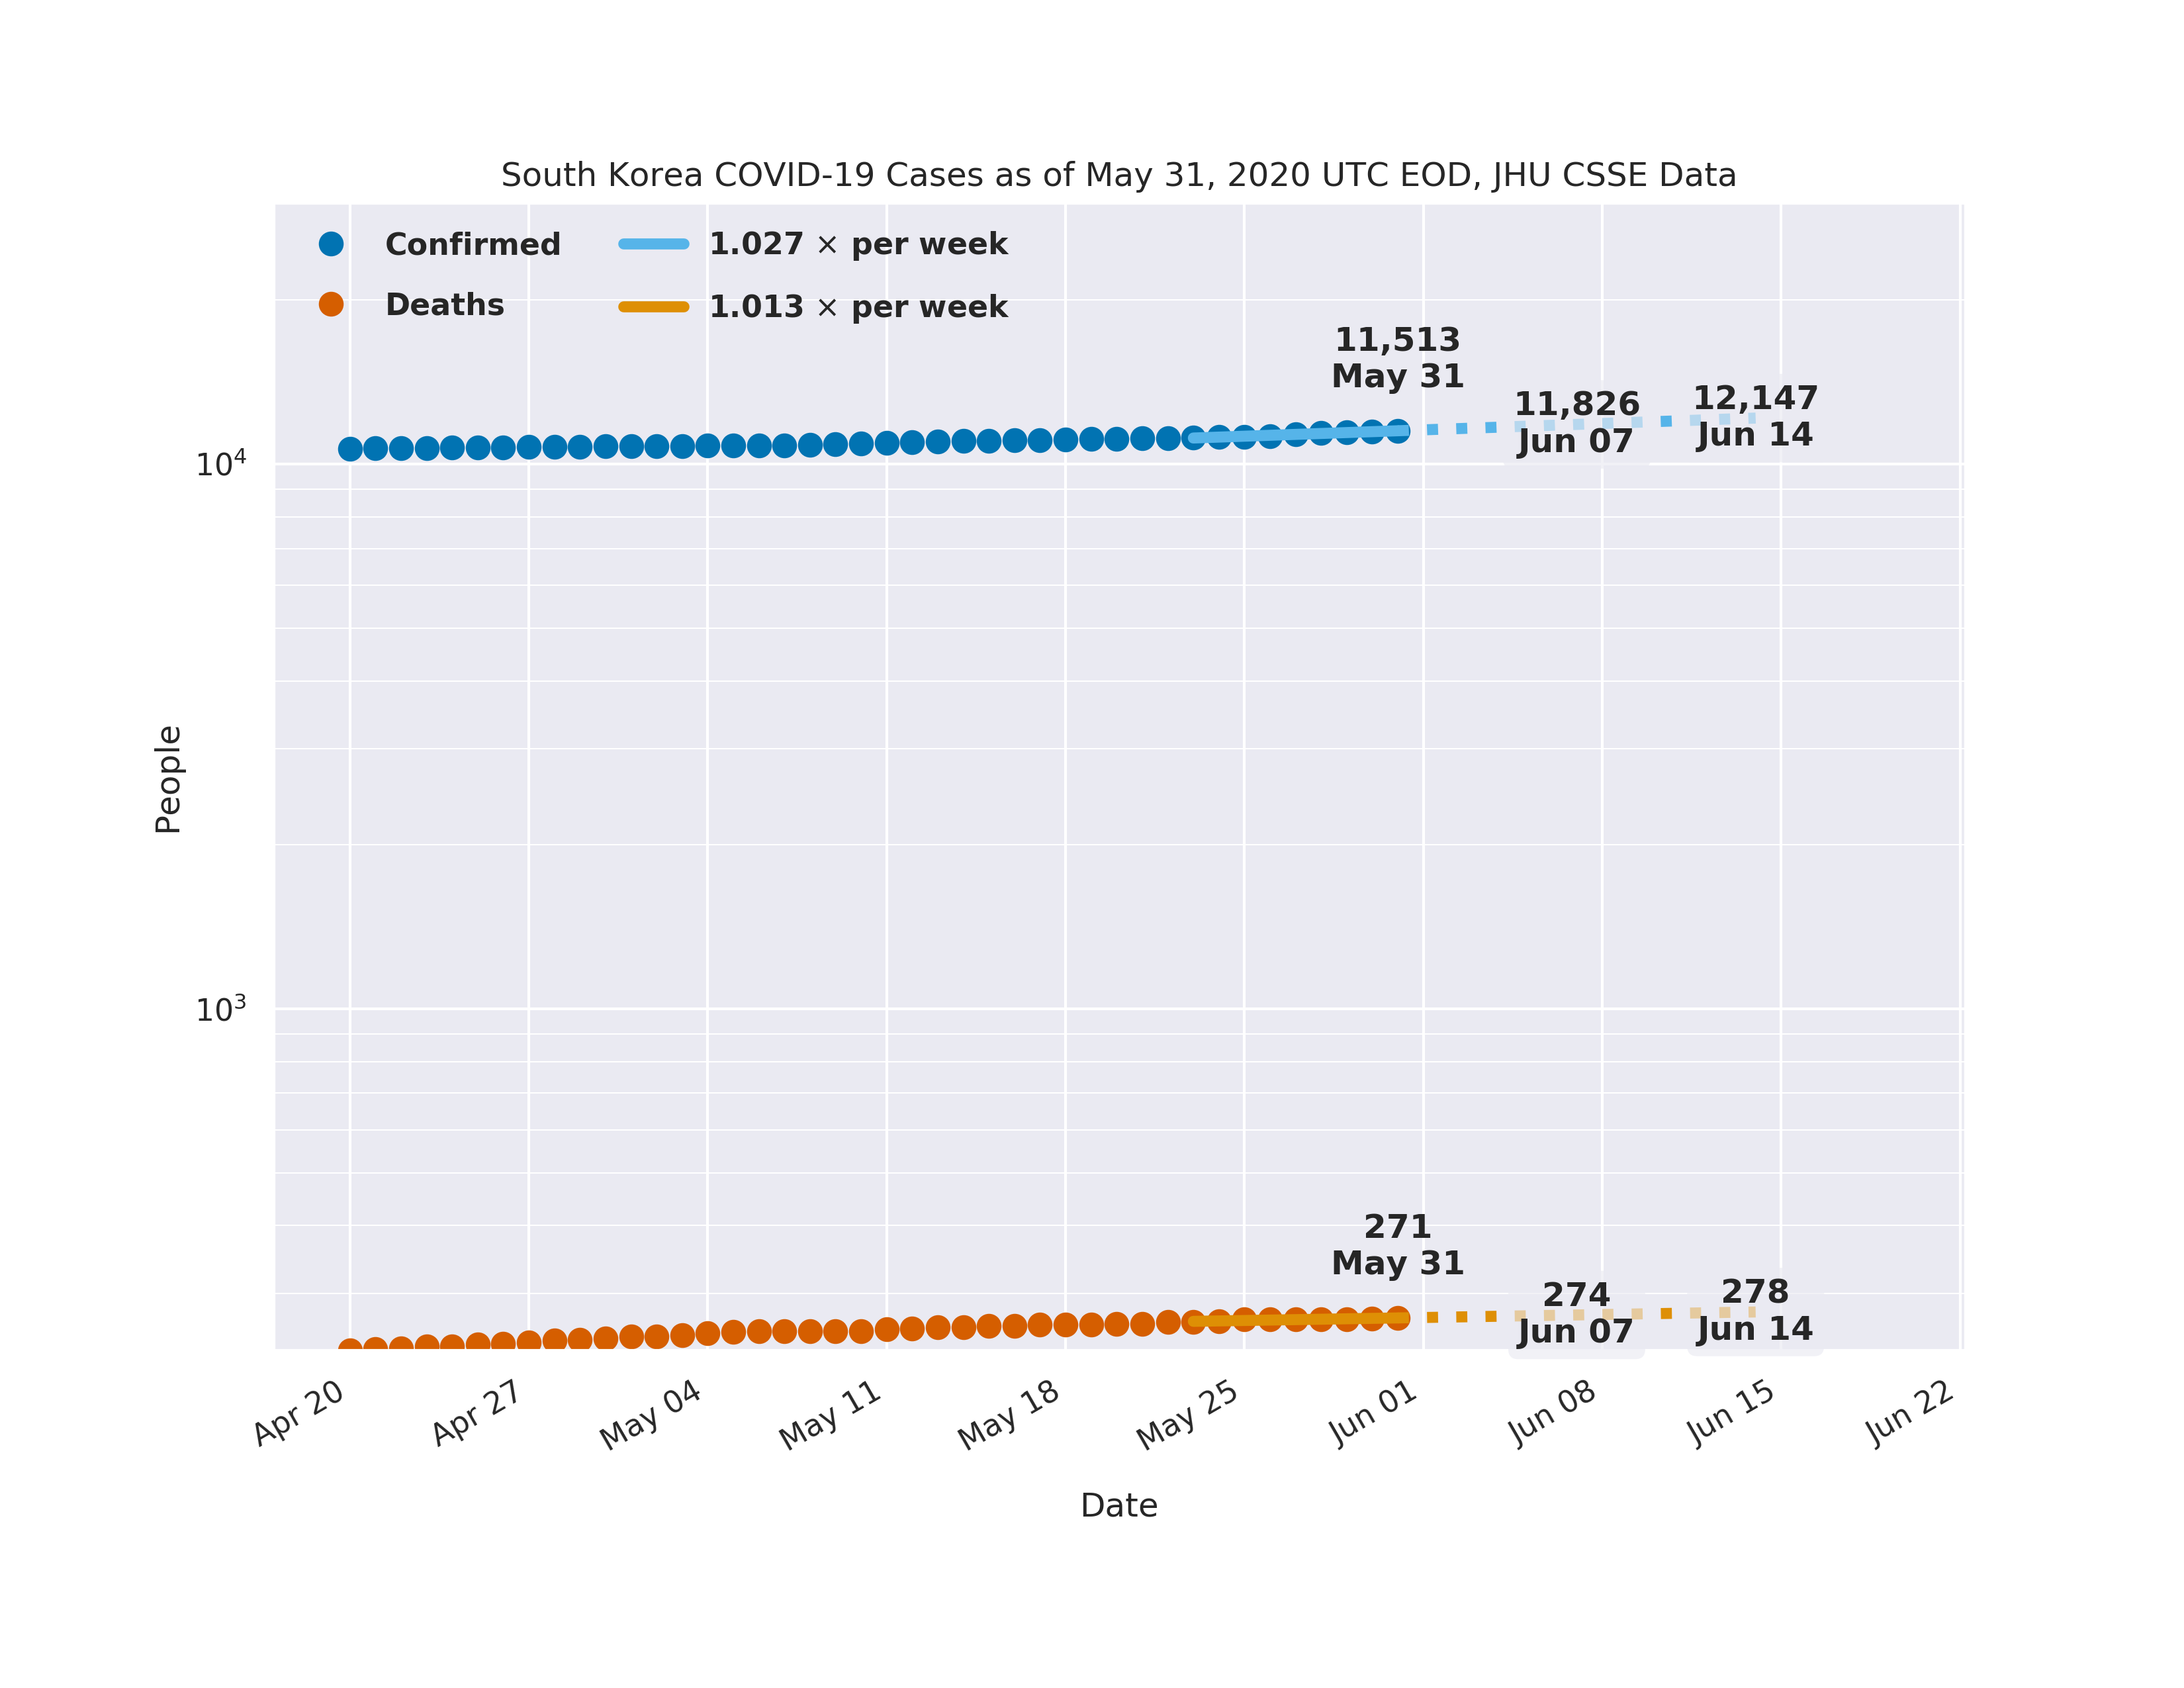 South Korea COVID-19 Cases as of May 31, 2020 UTC EOD, JHU CSSE Data
Confirmed
1.027 × per week
Deaths
1.013 × per week
11,513
May 31
11,826
Jun 07
12,147
Jun 14
10⁴
People
10³
271
May 31
274
Jun 07
278
Jun 14
Apr 20
Apr 27
May 04
May 11
May 18
May 25
Jun 01
Jun 08
Jun 15
Jun 22
Date